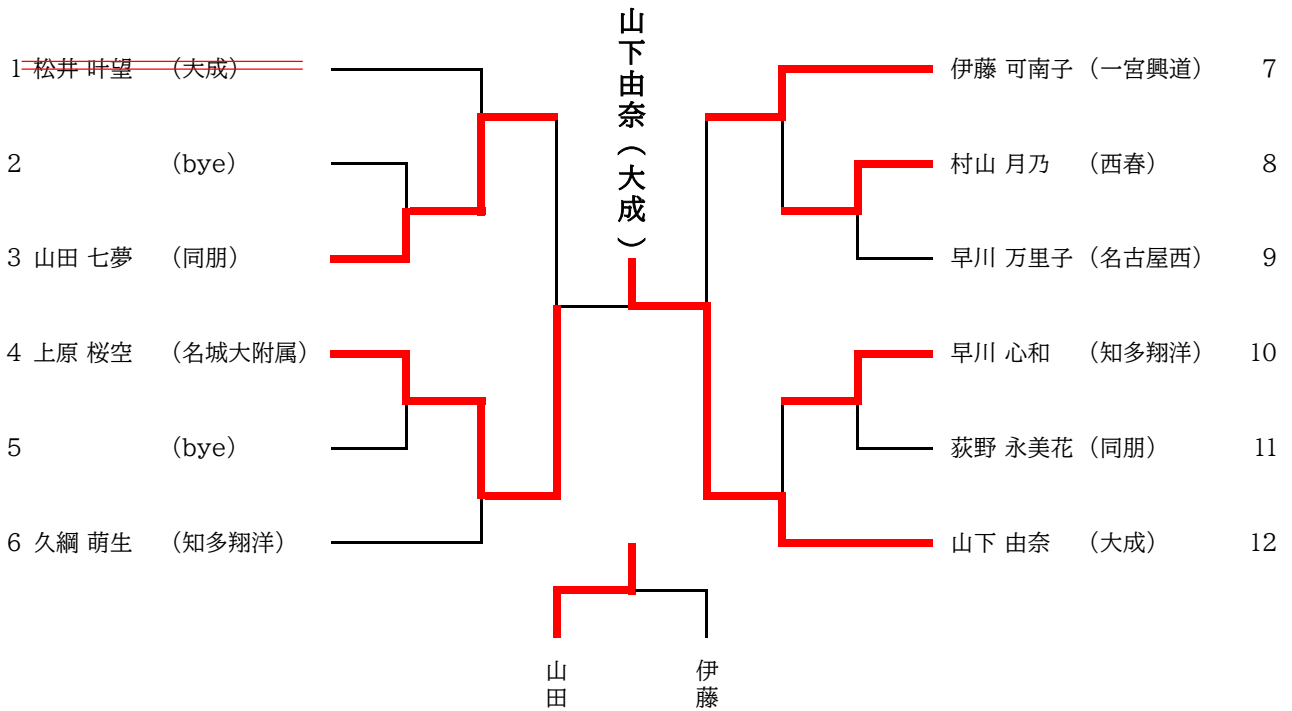 山下由奈（大成）
1 松井 叶望 （大成）
2 （bye）
3 山田 七夢 （同朋）
4 上原 桜空 （名城大附属）
5 （bye）
6 久綱 萌生 （知多翔洋）
伊藤 可南子 （一宮興道） 7
村山 月乃 （西春） 8
早川 万里子 （名古屋西） 9
早川 心和 （知多翔洋） 10
荻野 永美花 （同朋） 11
山下 由奈 （大成） 12
山田
伊藤